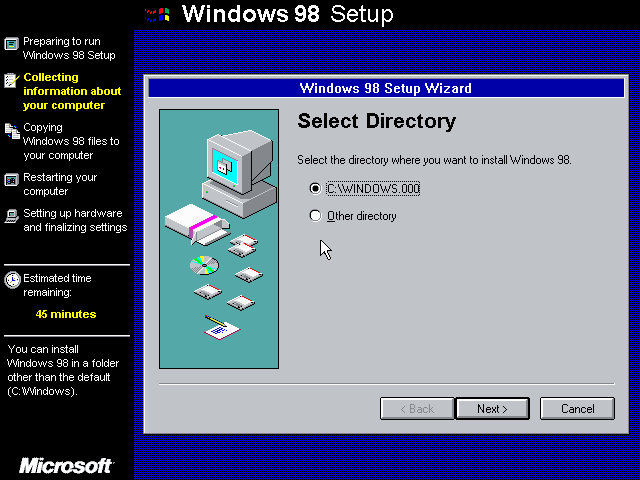 Windows 98 Setup
Preparing to run
Windows 98 Setup
Collecting
information about
your computer
Copying
Windows 98 files to
your computer
Restarting your
computer
Setting up hardware
and finalizing settings
Estimated time
remaining:
45 minutes
You can install
Windows 98 in a folder
other than the default
(C:\Windows).
Microsoft
Windows 98 Setup Wizard
Select Directory
Select the directory where you want to install Windows 98.
C:\WINDOWS.000
Other directory
< Back
Next >
Cancel